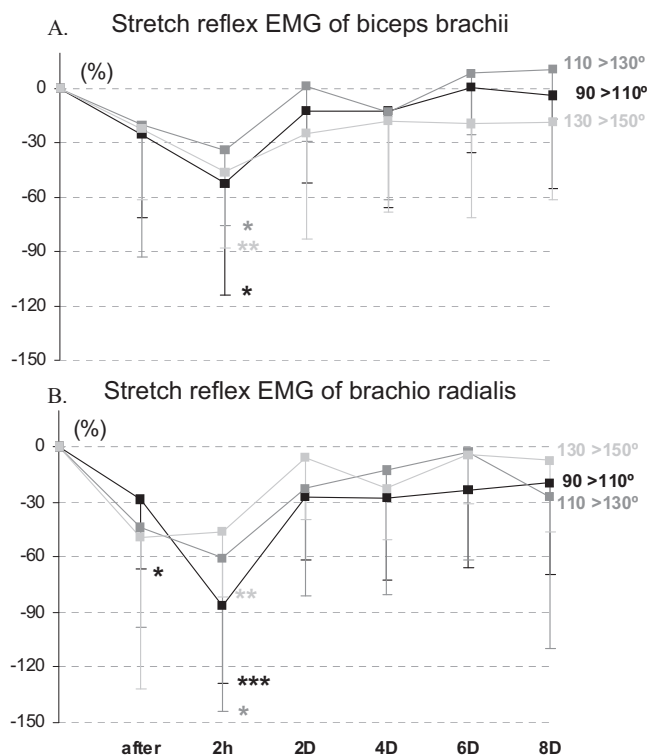 A. Stretch reflex EMG of biceps brachii
(%)
0
-30
-60
-90
-120
-150
110 >130º
90 >110º
130 >150º
*
**
*
B. Stretch reflex EMG of brachio radialis
(%)
0
-30
-60
-90
-120
-150
130 >150º
90 >110º
110 >130º
*
**
***
*
after 2h 2D 4D 6D 8D